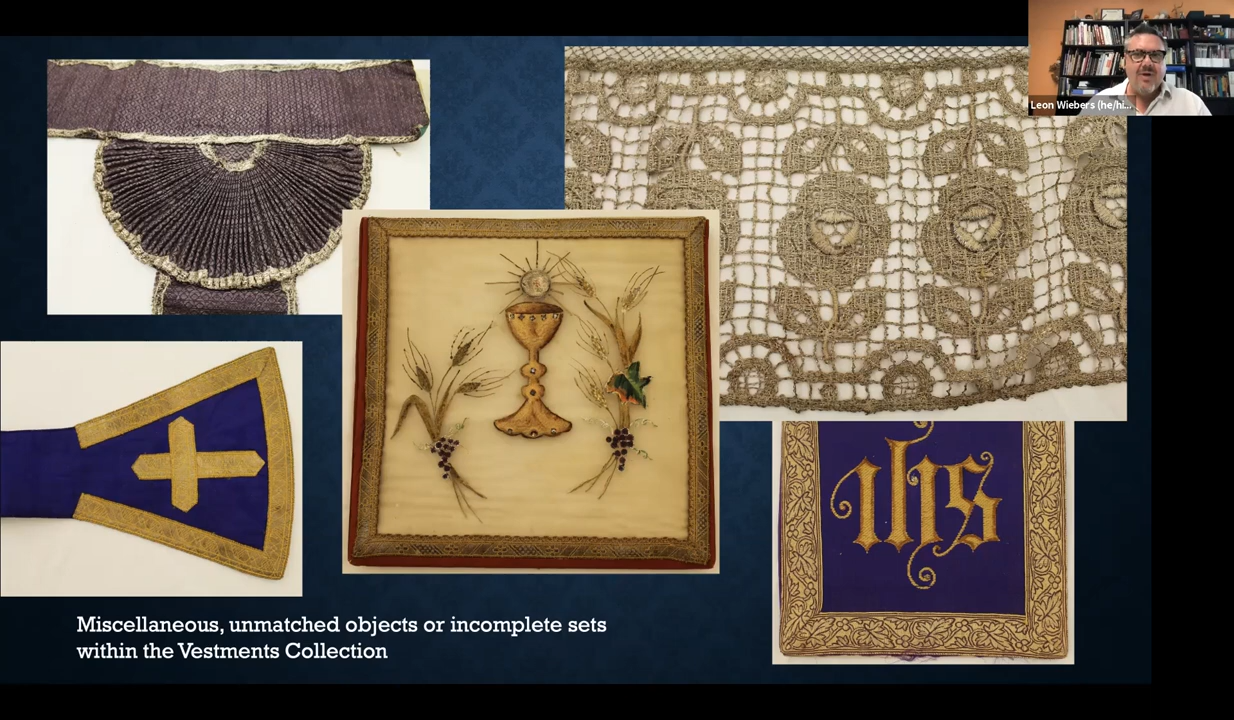 Leon Wiebers (he/hi...
ihs
Miscellaneous, unmatched objects or incomplete sets
within the Vestments Collection